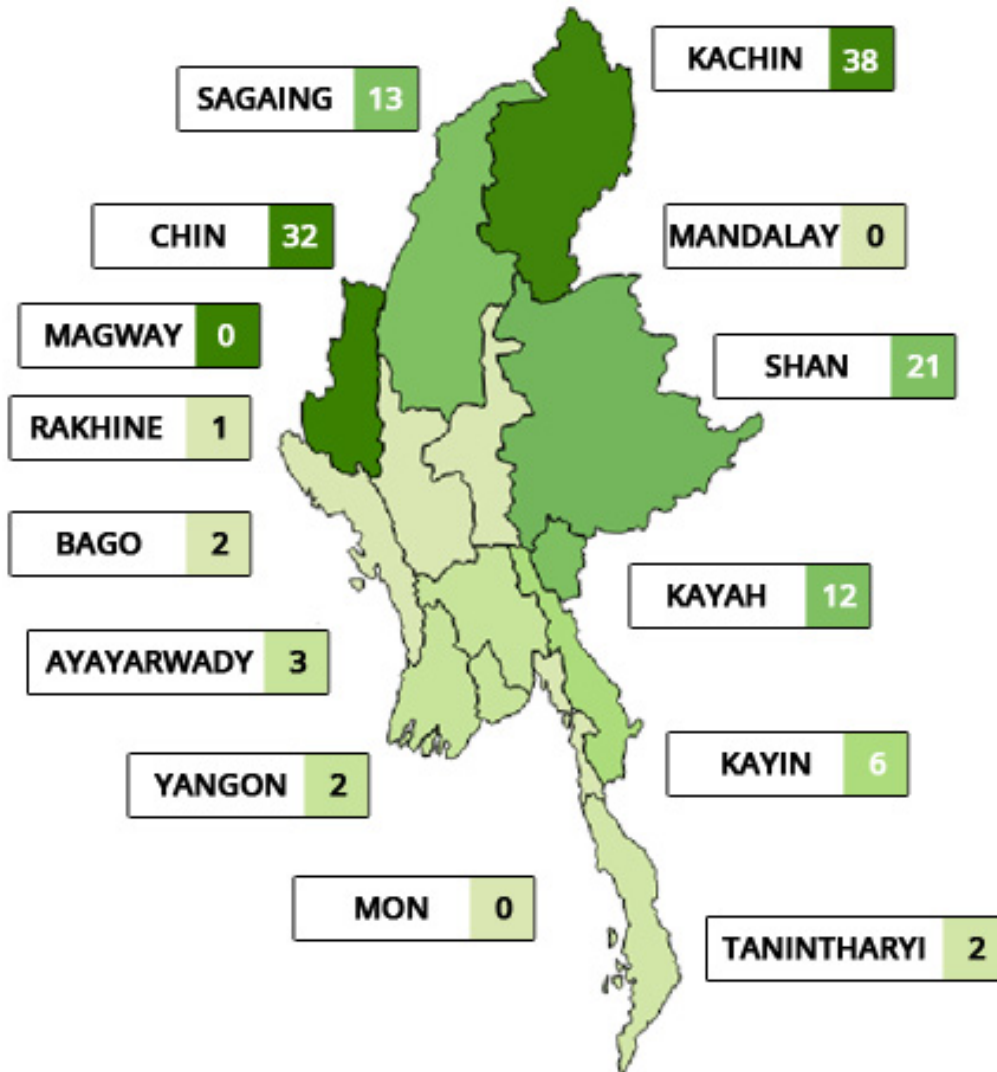 KACHIN 38
SAGAING 13
CHIN 32
MANDALAY 0
MAGWAY 0
SHAN 21
RAKHINE 1
BAGO 2
KAYAH 12
AYAYARWADY 3
KAYIN 6
YANGON 2
MON 0
TANINTHARYI 2